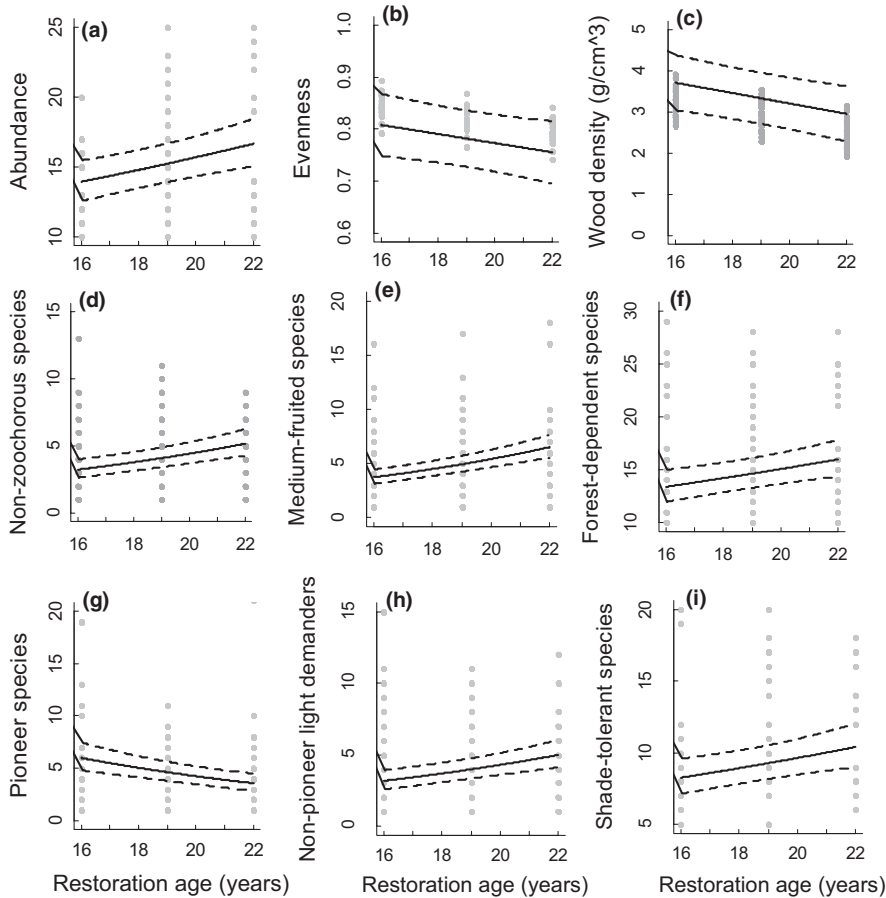 (a)
Abundance
25
20
15
10
16 18 20 22
(b)
Evenness
1.0
0.9
0.8
0.7
0.6
16 18 20 22
(c)
Wood density (g/cm^3)
5
4
3
2
1
0
16 18 20 22
(d)
Non-zoochorous species
15
10
5
0
16 18 20 22
(e)
Medium-fruited species
20
15
10
5
0
16 18 20 22
(f)
Forest-dependent species
30
25
20
15
10
16 18 20 22
(g)
Pioneer species
20
15
10
5
0
16 18 20 22
Restoration age (years)
(h)
Non-pioneer light demanders
15
10
5
0
16 18 20 22
Restoration age (years)
(i)
Shade-tolerant species
20
15
10
5
16 18 20 22
Restoration age (years)